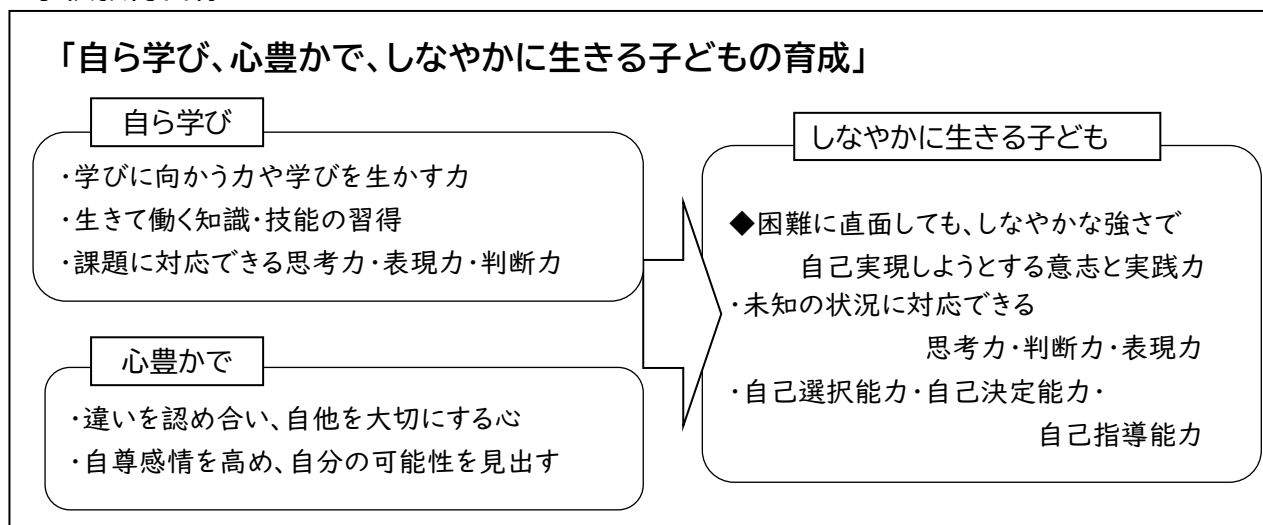 「自ら学び、心豊かで、しなやかに生きる子どもの育成」
自ら学び
・学びに向かう力や学びを生かす力
・生きて働く知識・技能の習得
・課題に対応できる思考力・表現力・判断力
心豊かで
・違いを認め合い、自他を大切にする心
・自尊感情を高め、自分の可能性を見出す
しなやかに生きる子ども
◆困難に直面しても、しなやかな強さで
自己実現しようとする意志と実践力
・未知の状況に対応できる
思考力・判断力・表現力
・自己選択能力・自己決定能力・
自己指導能力